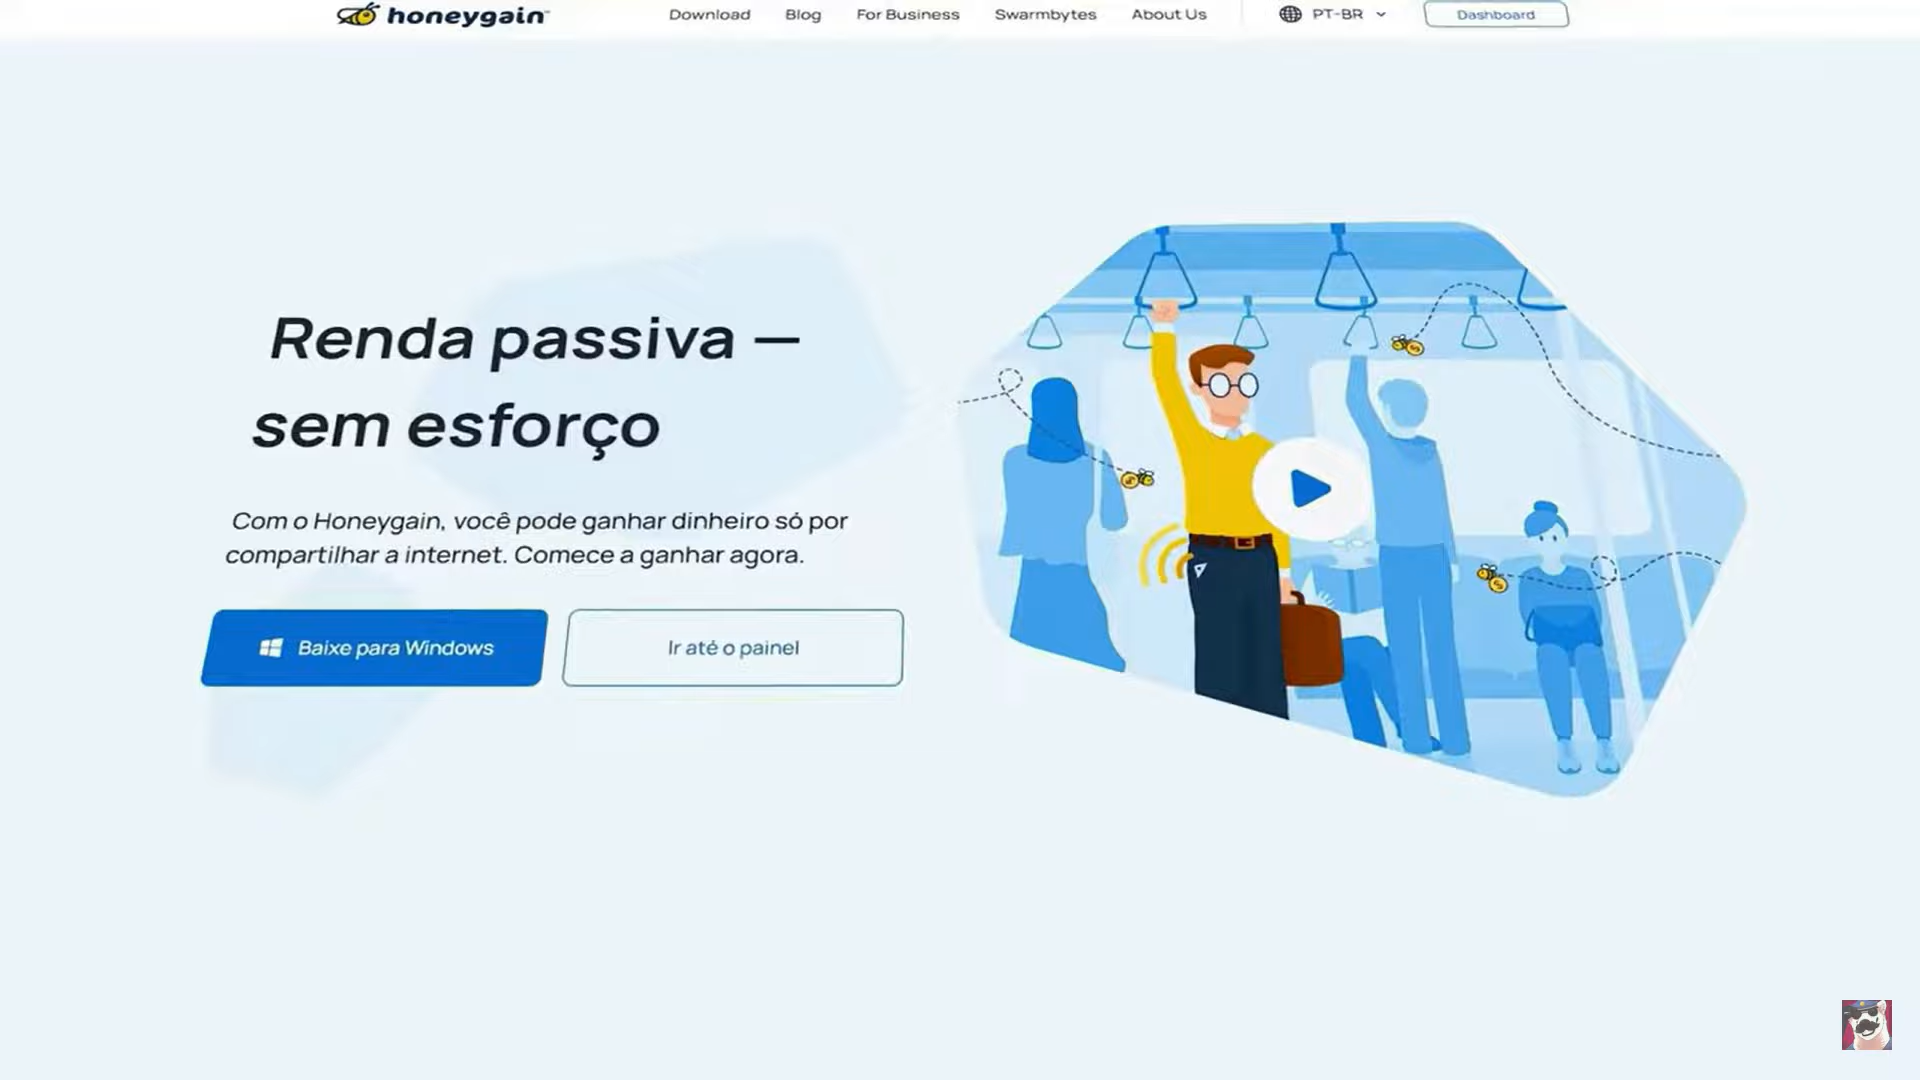 honeygain
Download Blog For Business Swarmbytes About Us PT-BR Dashboard
Renda passiva —
sem esforço
Com o Honeygain, você pode ganhar dinheiro só por
compartilhar a internet. Comece a ganhar agora.
Baixe para Windows
Ir até o painel